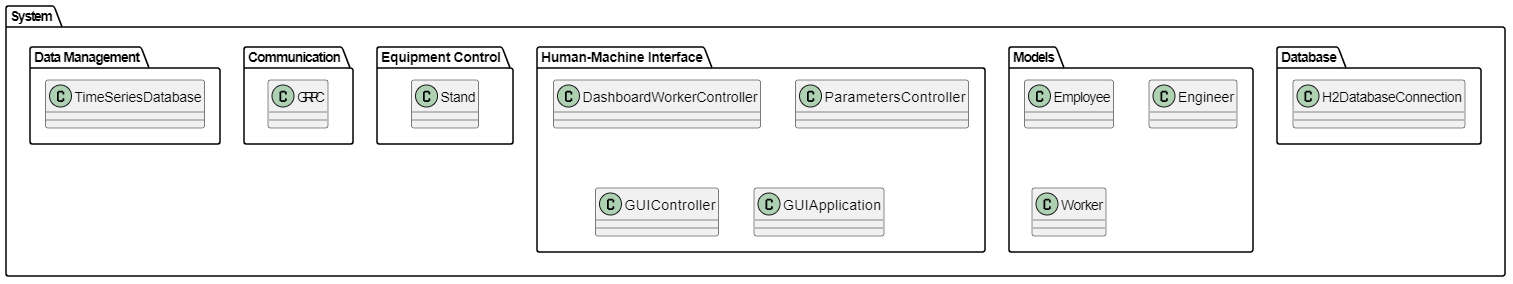 System
Data Management
Communication
Equipment Control
Human-Machine Interface
Models
Database
C TimeSeriesDatabase
C GRPC
C Stand
C DashboardWorkerController
C ParametersController
C Employee
C Engineer
C H2DatabaseConnection
C GUIController
C GUIApplication
C Worker